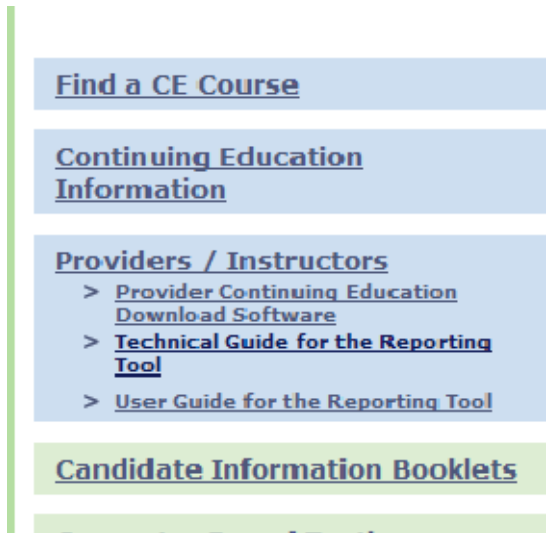 Find a CE Course
Continuing Education
Information
Providers / Instructors
> Provider Continuing Education
Download Software
> Technical Guide for the Reporting
Tool
> User Guide for the Reporting Tool
Candidate Information Booklets